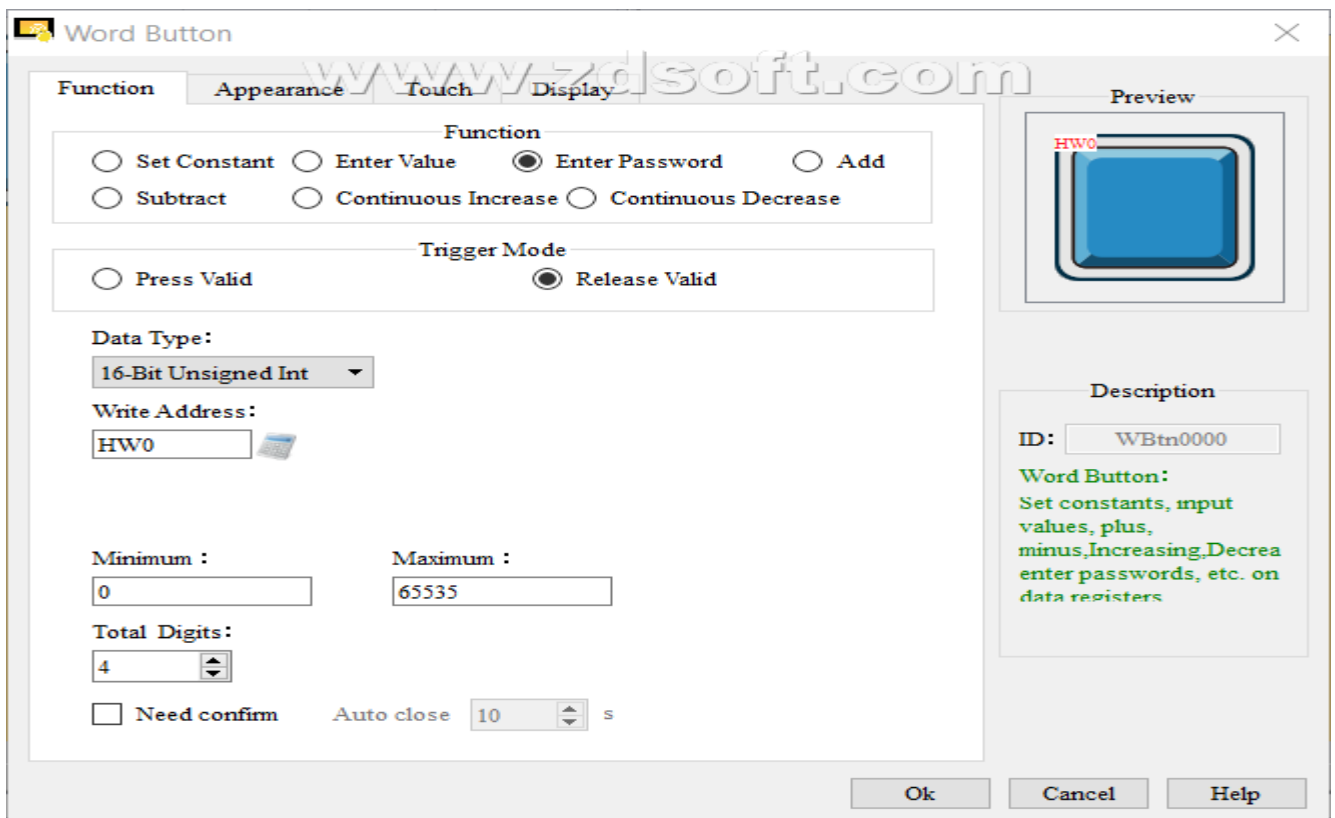 Word Button
www.zdsoft.com
Function Appearance Touch Display
Preview
Function
HW0
Set Constant Enter Value Enter Password Add
Subtract Continuous Increase Continuous Decrease
Trigger Mode
Press Valid Release Valid
Data Type:
16-Bit Unsigned Int
Description
Write Address:
HW0
ID: WBtn0000
Word Button:
Set constants, input
values, plus,
minus,Increasing,Decrea
enter passwords, etc. on
data registers
Minimum : Maximum :
0 65535
Total Digits:
4
Need confirm Auto close 10 s
Ok Cancel Help